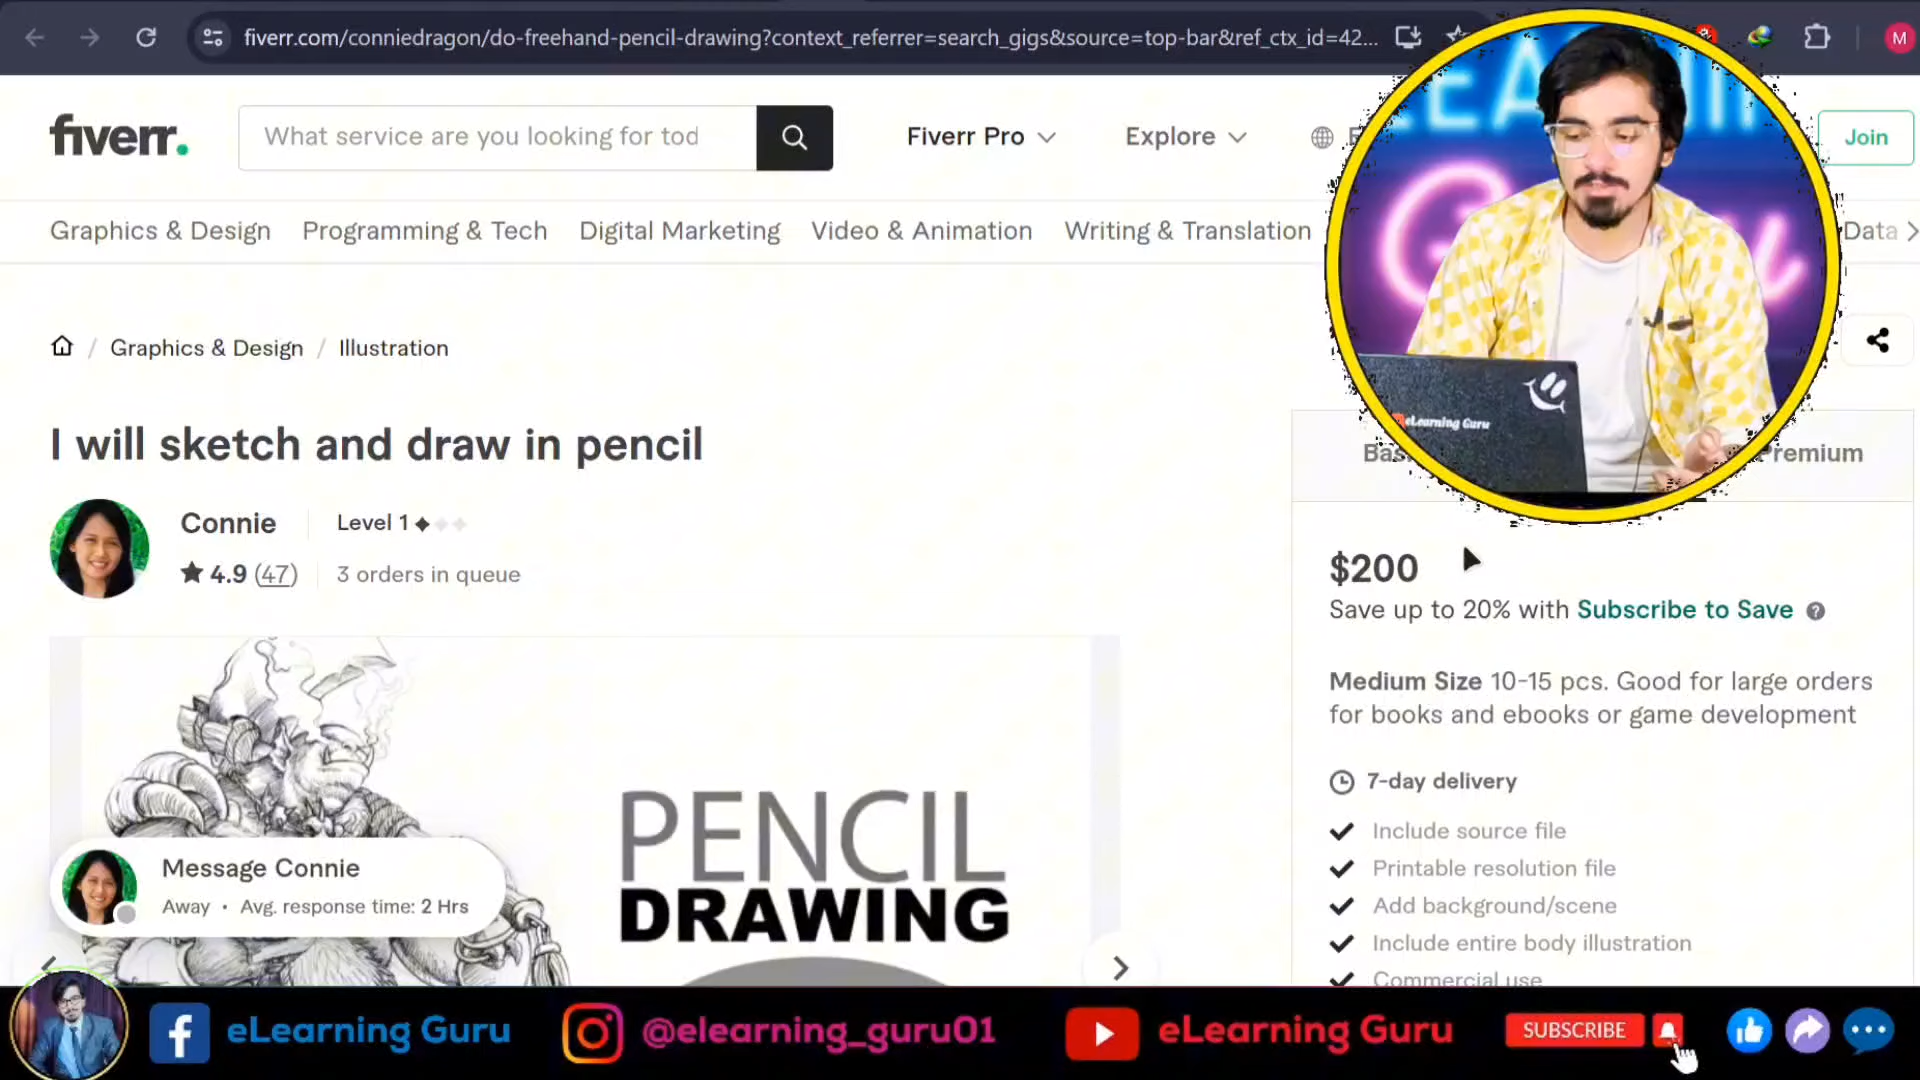 fiverr.com/conniedragon/do-freehand-pencil-drawing?context_referrer=search_gigs&source=top-bar&ref_ctx_id=42...
M
fiverr.
What service are you looking for tod
Fiverr Pro
Explore
Join
Graphics & Design
Programming & Tech
Digital Marketing
Video & Animation
Writing & Translation
Data
Graphics & Design / Illustration
eLearning Guru
I will sketch and draw in pencil
Premium
Connie
Level 1
4.9 (47)
3 orders in queue
$200
Save up to 20% with Subscribe to Save
Medium Size 10-15 pcs. Good for large orders
for books and ebooks or game development
7-day delivery
Include source file
Printable resolution file
Add background/scene
Include entire body illustration
Commercial use
PENCIL
DRAWING
Message Connie
Away • Avg. response time: 2 Hrs
eLearning Guru
@elearning_guru01
eLearning Guru
SUBSCRIBE